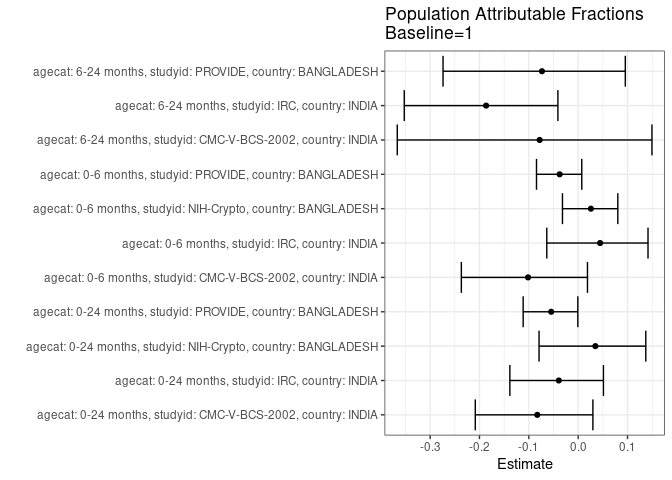 Population Attributable Fractions
Baseline=1
agecat: 6-24 months, studyid: PROVIDE, country: BANGLADESH
agecat: 6-24 months, studyid: IRC, country: INDIA
agecat: 6-24 months, studyid: CMC-V-BCS-2002, country: INDIA
agecat: 0-6 months, studyid: PROVIDE, country: BANGLADESH
agecat: 0-6 months, studyid: NIH-Crypto, country: BANGLADESH
agecat: 0-6 months, studyid: IRC, country: INDIA
agecat: 0-6 months, studyid: CMC-V-BCS-2002, country: INDIA
agecat: 0-24 months, studyid: PROVIDE, country: BANGLADESH
agecat: 0-24 months, studyid: NIH-Crypto, country: BANGLADESH
agecat: 0-24 months, studyid: IRC, country: INDIA
agecat: 0-24 months, studyid: CMC-V-BCS-2002, country: INDIA
-0.3 -0.2 -0.1 0.0 0.1
Estimate